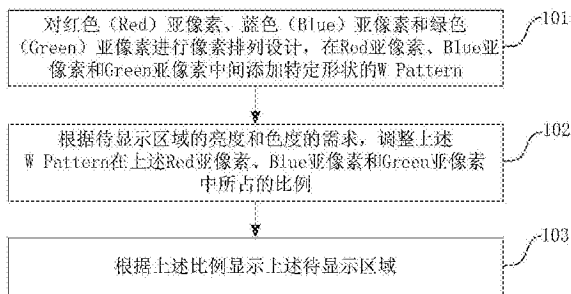 对红色（Red）亚像素、蓝色（Blue）亚像素和绿色
（Green）亚像素进行像素排列设计，在Red亚像素、Blue亚
像素和Green亚像素中间添加特定形状的W Pattern
101
根据待显示区域的亮度和色度的需求，调整上述
W Pattern在上述Red亚像素、Blue亚像素和Green亚像素
中所占的比例
102
根据上述比例显示上述待显示区域
103